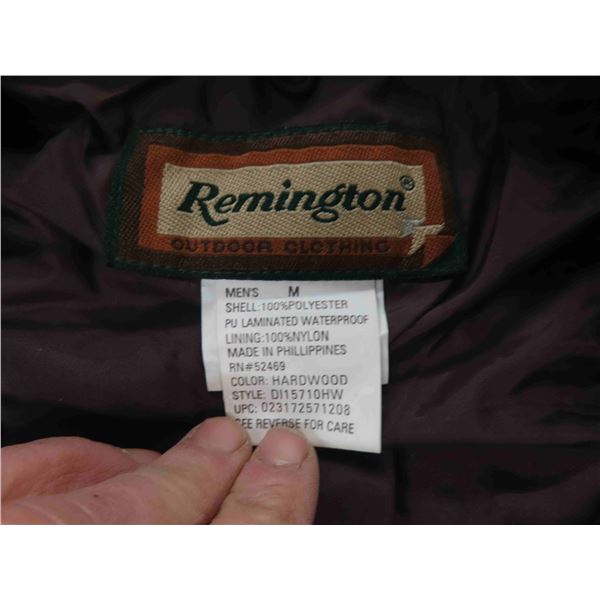 Remington®
OUTDOOR CLOTHING
MEN'S M
SHELL:100%POLYESTER
PU LAMINATED WATERPROOF
LINING:100%NYLON
MADE IN PHILLIPPINES
RN#52469
COLOR: HARDWOOD
STYLE: DI15710HW
UPC: 023172571208
SEE REVERSE FOR CARE